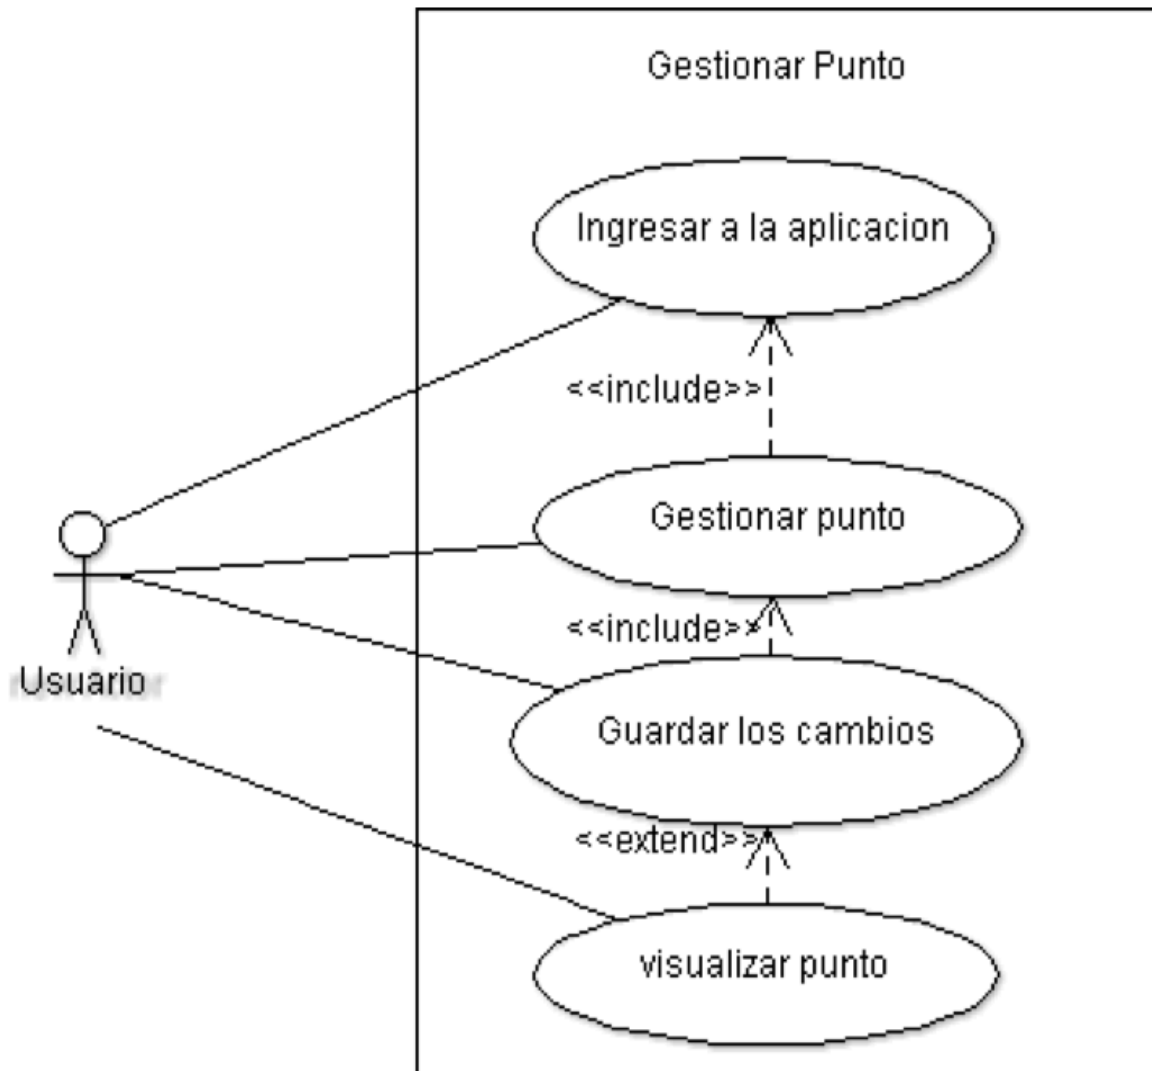 Gestionar Punto
Ingresar a la aplicacion
<<include>>
Gestionar punto
<<include>>
Usuario
Guardar los cambios
<<extend>>
visualizar punto